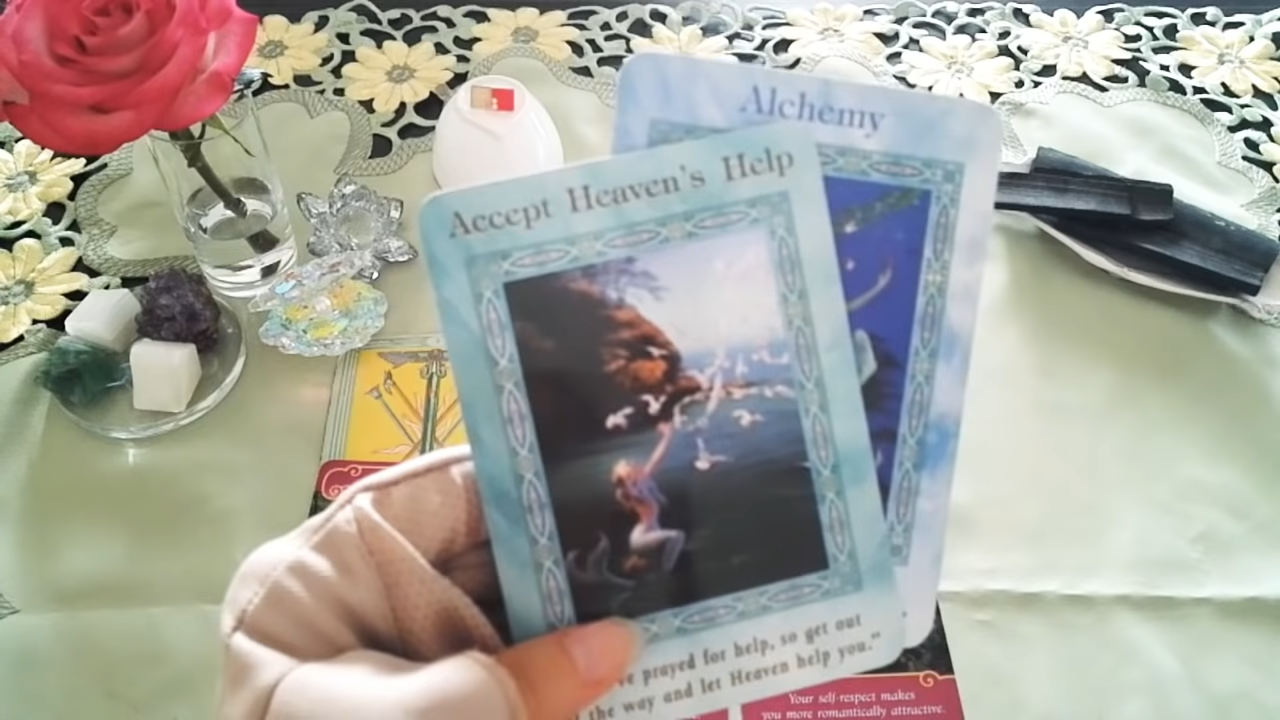 Alchemy
Accept Heaven's Help
prayed for help, so get out
the way and let Heaven help you."
Your self-respect makes
you more romantically attractive.